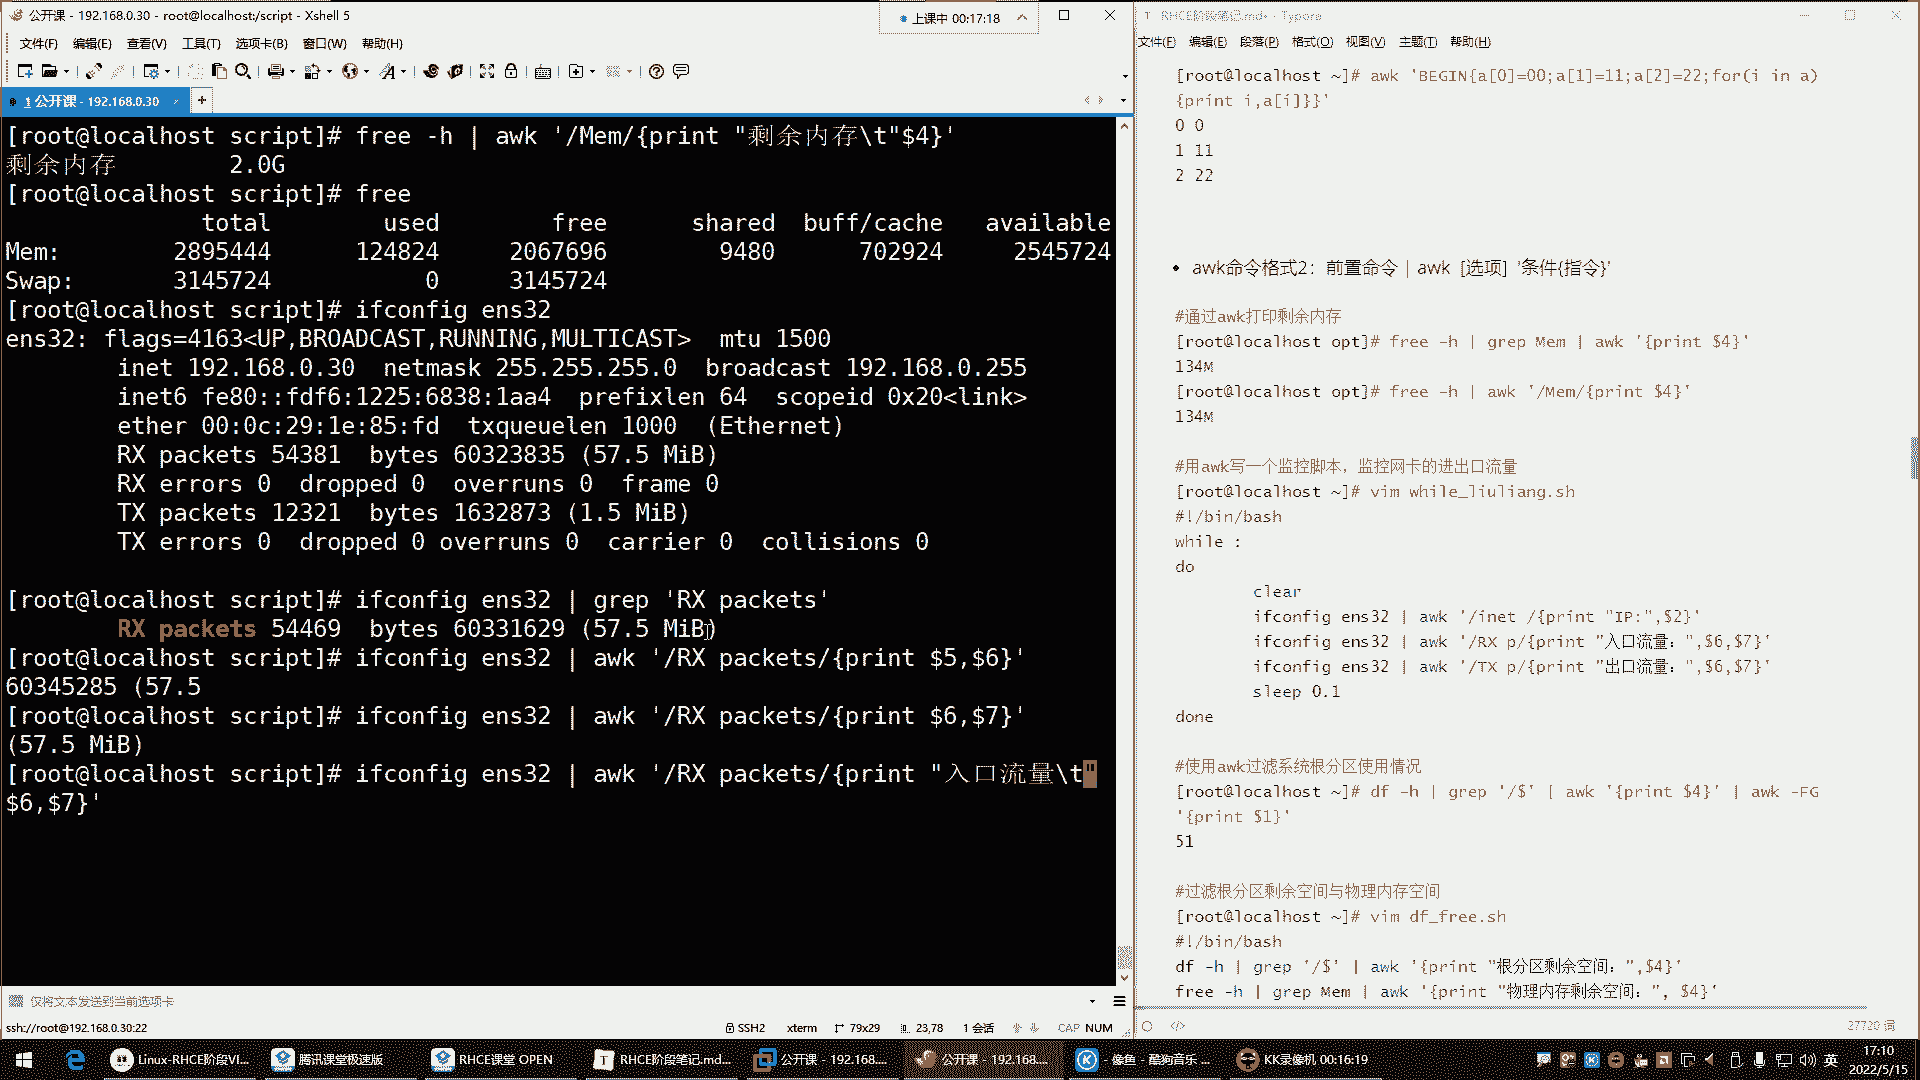 公开课 - 192.168.0.30 - root@localhost:/script - Xshell 5
上课中 00:17:18
文件(F) 编辑(E) 查看(V) 工具(T) 选项卡(B) 窗口(W) 帮助(H)
1 公开课 - 192.168.0.30
[root@localhost script]# free -h | awk '/Mem/{print "剩余内存\t"$4}'
剩余内存 2.0G
[root@localhost script]# free
total used free shared buff/cache available
Mem: 2895444 124824 2067696 9480 702924 2545724
Swap: 3145724 0 3145724
[root@localhost script]# ifconfig ens32
ens32: flags=4163<UP,BROADCAST,RUNNING,MULTICAST> mtu 1500
inet 192.168.0.30 netmask 255.255.255.0 broadcast 192.168.0.255
inet6 fe80::fdf6:1225:6838:1aa4 prefixlen 64 scopeid 0x20<link>
ether 00:0c:29:1e:85:fd txqueuelen 1000 (Ethernet)
RX packets 54381 bytes 60323835 (57.5 MiB)
RX errors 0 dropped 0 overruns 0 frame 0
TX packets 12321 bytes 1632873 (1.5 MiB)
TX errors 0 dropped 0 overruns 0 carrier 0 collisions 0
[root@localhost script]# ifconfig ens32 | grep 'RX packets'
RX packets 54469 bytes 60331629 (57.5 MiB)
[root@localhost script]# ifconfig ens32 | awk '/RX packets/{print $5,$6}'
60345285 (57.5
[root@localhost script]# ifconfig ens32 | awk '/RX packets/{print $6,$7}'
(57.5 MiB)
[root@localhost script]# ifconfig ens32 | awk '/RX packets/{print "入口流量\t"
$6,$7}'
仅将文本发送到当前选项卡
ssh://root@192.168.0.30:22 SSH2 xterm 79x29 23,78 1 会话 CAP NUM
RHCE阶段笔记.md• - Typora
文件(F) 编辑(E) 段落(P) 格式(O) 视图(V) 主题(T) 帮助(H)
[root@localhost ~]# awk 'BEGIN{a[0]=00;a[1]=11;a[2]=22;for(i in a)
{print i,a[i]}}'
0 0
1 11
2 22
• awk命令格式2：前置命令 | awk [选项] '条件{指令}'
#通过awk打印剩余内存
[root@localhost opt]# free -h | grep Mem | awk '{print $4}'
134M
[root@localhost opt]# free -h | awk '/Mem/{print $4}'
134M
#用awk写一个监控脚本，监控网卡的进出口流量
[root@localhost ~]# vim while_liuliang.sh
#!/bin/bash
while :
do
clear
ifconfig ens32 | awk '/inet /{print "IP:",$2}'
ifconfig ens32 | awk '/RX p/{print "入口流量：",$6,$7}'
ifconfig ens32 | awk '/TX p/{print "出口流量：",$6,$7}'
sleep 0.1
done
#使用awk过滤系统根分区使用情况
[root@localhost ~]# df -h | grep '/$' | awk '{print $4}' | awk -FG
'{print $1}'
51
#过滤根分区剩余空间与物理内存空间
[root@localhost ~]# vim df_free.sh
#!/bin/bash
df -h | grep '/$' | awk '{print "根分区剩余空间：",$4}'
free -h | grep Mem | awk '{print "物理内存剩余空间：", $4}'
27720 词
Linux-RHCE阶段VI... 腾讯课堂极速版 RHCE课堂 OPEN RHCE阶段笔记.md... 公开课 - 192.168.... 公开课 - 192.168.... - 像鱼 - 酷狗音乐 ... KK录像机 00:16:19 英
17:10
2022/5/15